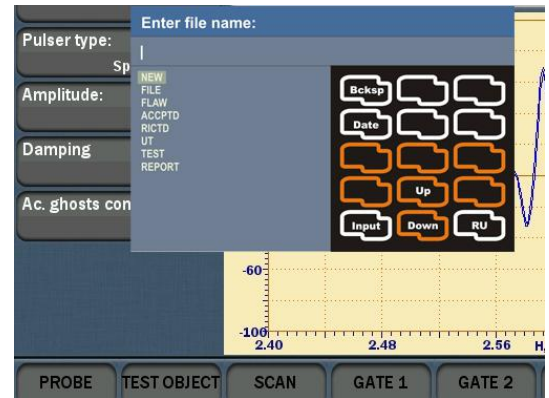 Enter file name:
Pulser type:
Sp
NEW
FILE
FLAW
ACCPTD
RICTD
UT
TEST
REPORT
Bcksp
Date
Up
Input Down RU
Amplitude:
Damping
Ac. ghosts con
-60
-100
2.40 2.48 2.56 H,
PROBE TEST OBJECT SCAN GATE 1 GATE 2